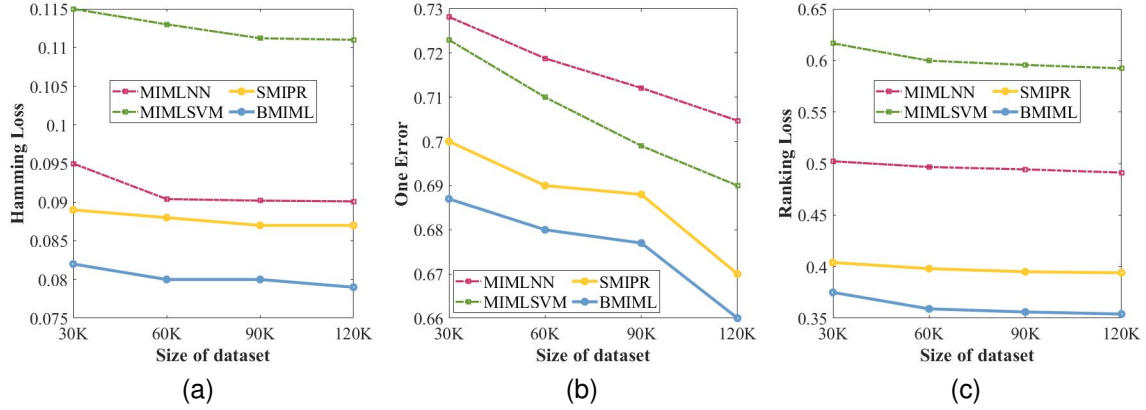 0.115
0.11
0.105
0.1
0.095
0.09
0.085
0.08
0.075
Hamming Loss
MIMLNN SMIPR
MIMLSVM BMIML
30K 60K 90K 120K
Size of dataset
(a)
0.73
0.72
0.71
0.7
0.69
0.68
0.67
0.66
One Error
MIMLNN SMIPR
MIMLSVM BMIML
30K 60K 90K 120K
Size of dataset
(b)
0.65
0.6
0.55
0.5
0.45
0.4
0.35
Ranking Loss
MIMLNN SMIPR
MIMLSVM BMIML
30K 60K 90K 120K
Size of dataset
(c)